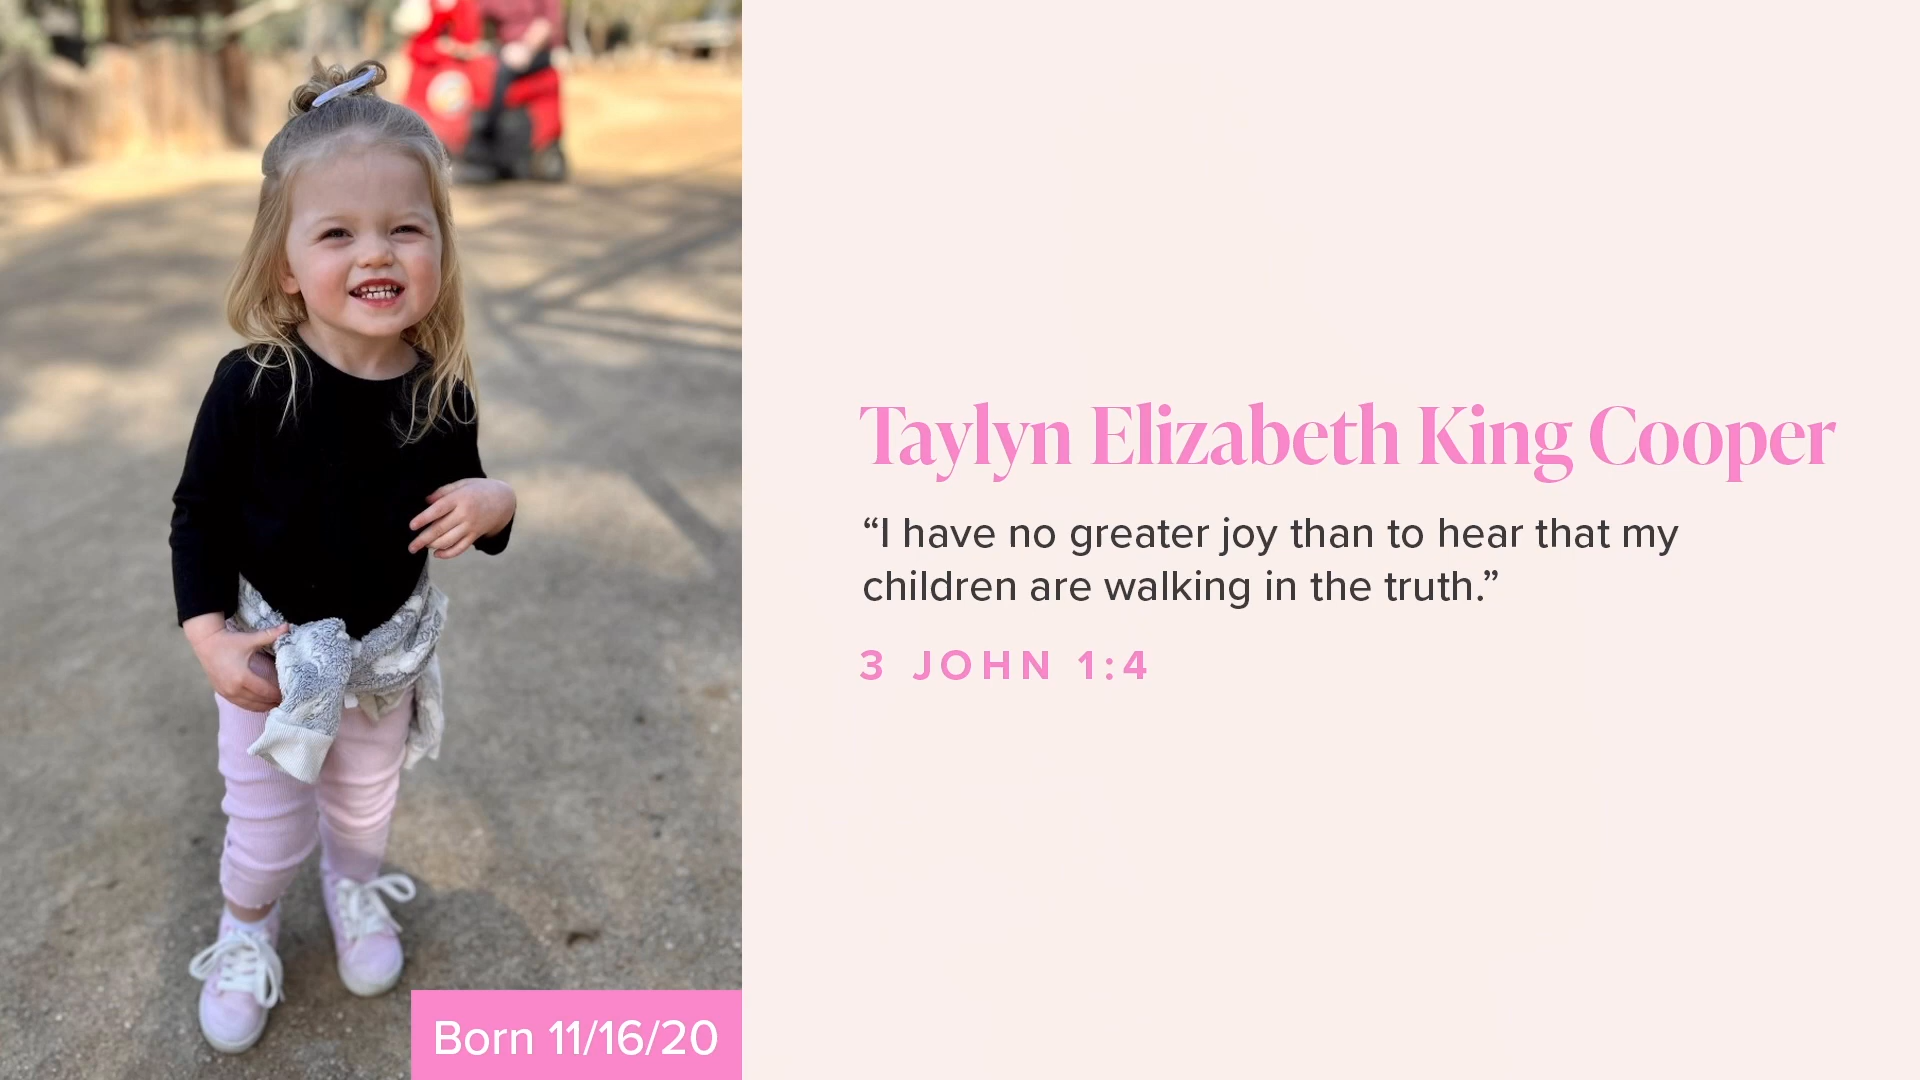 Taylyn Elizabeth King Cooper
“I have no greater joy than to hear that my
children are walking in the truth.”
3 JOHN 1:4
Born 11/16/20